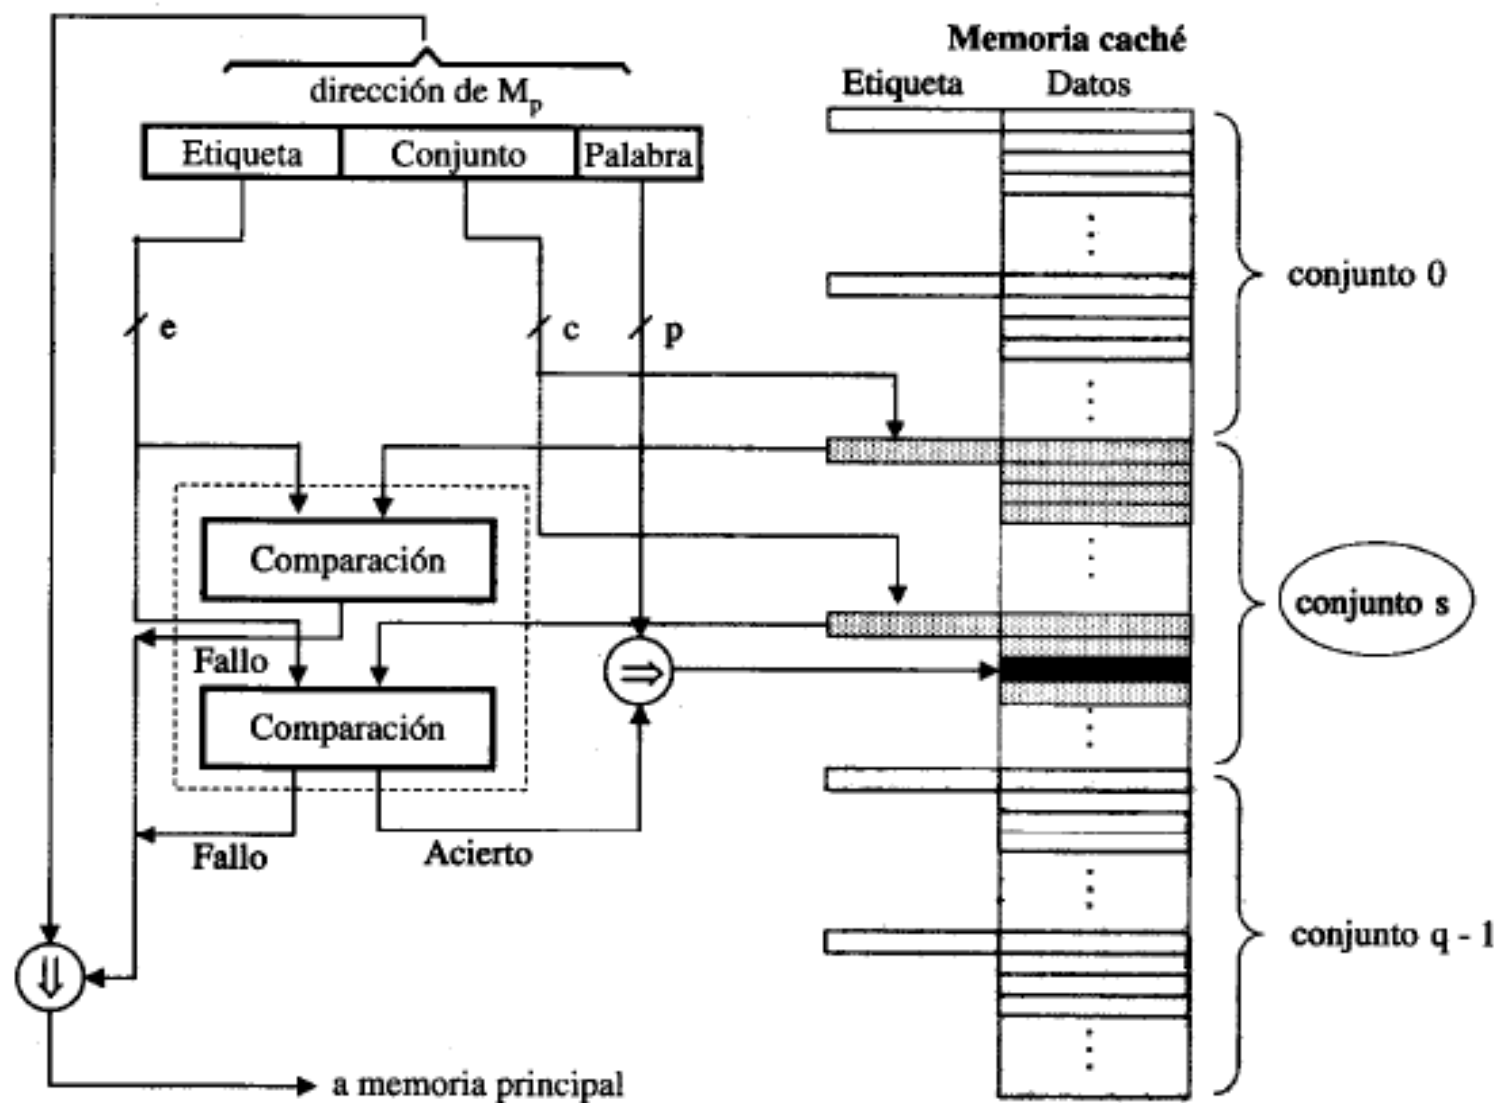 Memoria caché
Etiqueta Datos
dirección de Mp
Etiqueta Conjunto Palabra
conjunto 0
e c p
Comparación
conjunto s
Fallo
Comparación
Fallo Acierto
conjunto q - 1
a memoria principal